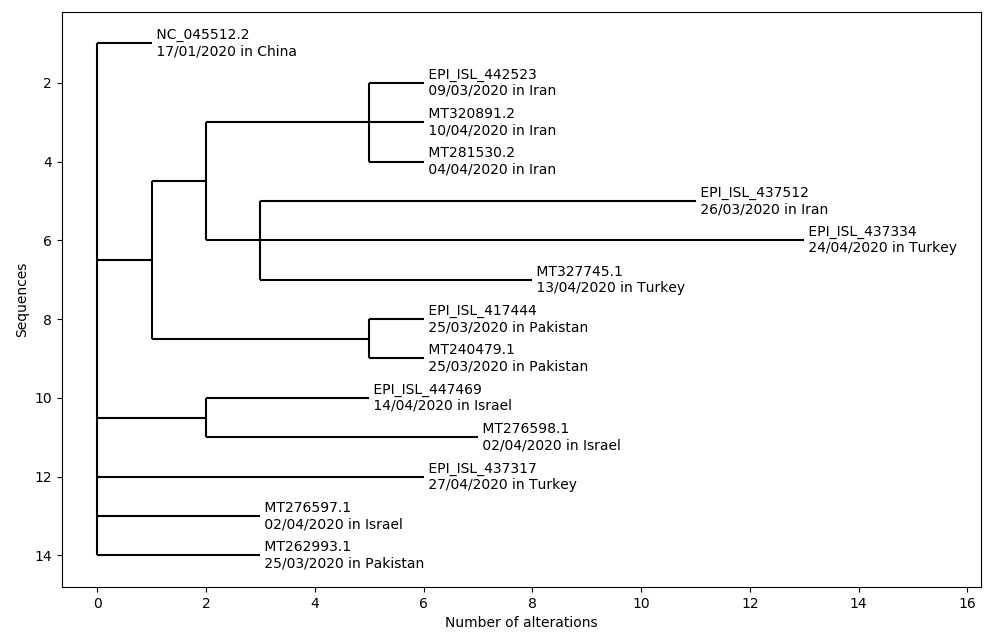 NC_045512.2
17/01/2020 in China
EPI_ISL_442523
09/03/2020 in Iran
MT320891.2
10/04/2020 in Iran
MT281530.2
04/04/2020 in Iran
EPI_ISL_437512
26/03/2020 in Iran
EPI_ISL_437334
24/04/2020 in Turkey
MT327745.1
13/04/2020 in Turkey
EPI_ISL_417444
25/03/2020 in Pakistan
MT240479.1
25/03/2020 in Pakistan
EPI_ISL_447469
14/04/2020 in Israel
MT276598.1
02/04/2020 in Israel
EPI_ISL_437317
27/04/2020 in Turkey
MT276597.1
02/04/2020 in Israel
MT262993.1
25/03/2020 in Pakistan
2
4
6
8
10
12
14
Sequences
0 2 4 6 8 10 12 14 16
Number of alterations